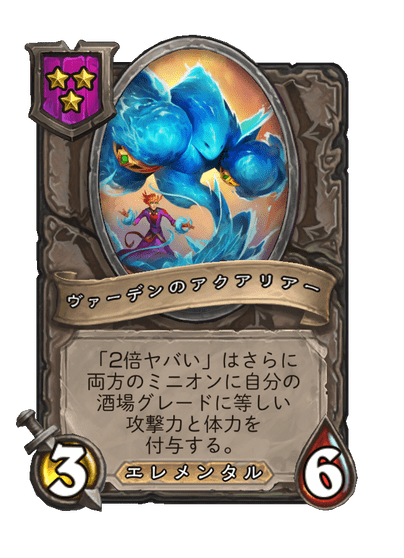 ヴァーデンのアクアリアー
「2倍ヤバい」はさらに
両方のミニオンに自分の
酒場グレードに等しい
攻撃力と体力を
付与する。
3
エレメンタル
6